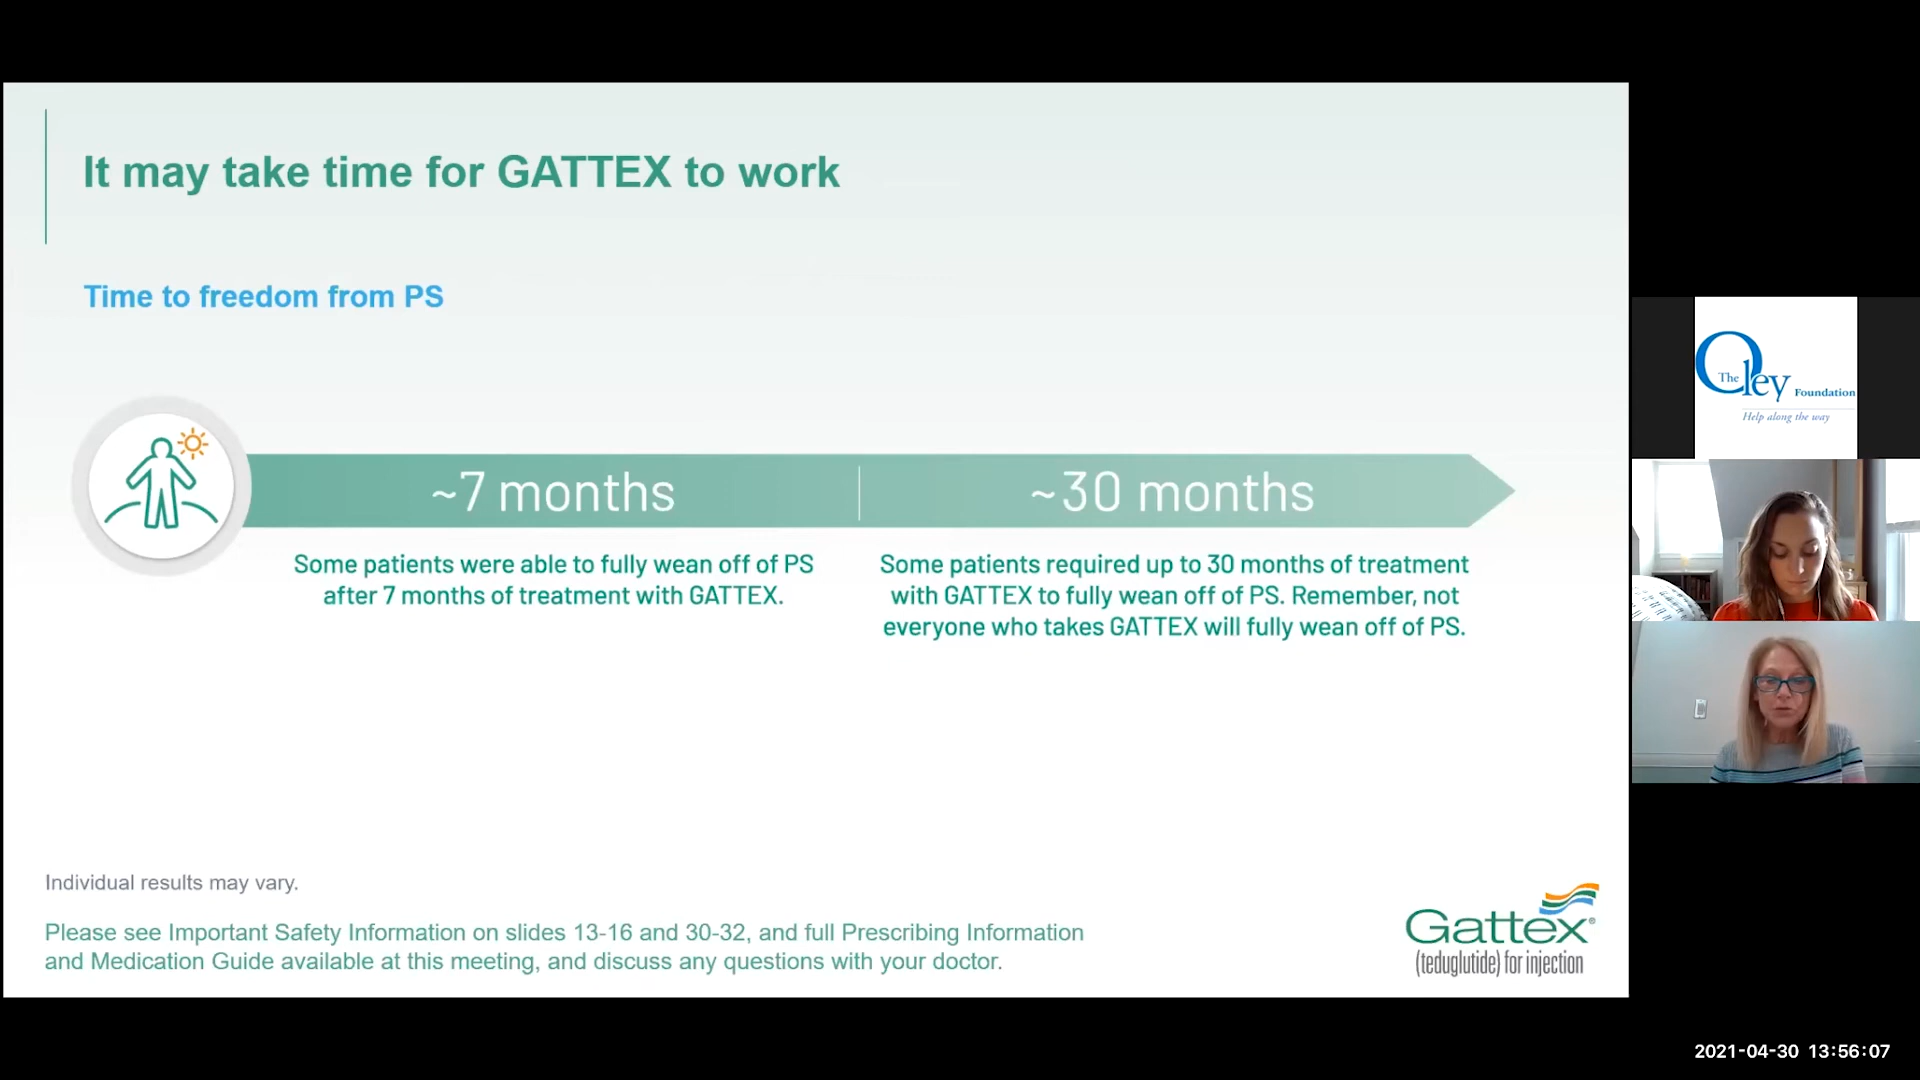 It may take time for GATTEX to work
Time to freedom from PS
~7 months
~30 months
Some patients were able to fully wean off of PS
after 7 months of treatment with GATTEX.
Some patients required up to 30 months of treatment
with GATTEX to fully wean off of PS. Remember, not
everyone who takes GATTEX will fully wean off of PS.
Individual results may vary.
Please see Important Safety Information on slides 13-16 and 30-32, and full Prescribing Information
and Medication Guide available at this meeting, and discuss any questions with your doctor.
Gattex®
(teduglutide) for injection
The Oley Foundation
Help along the way
2021-04-30 13:56:07